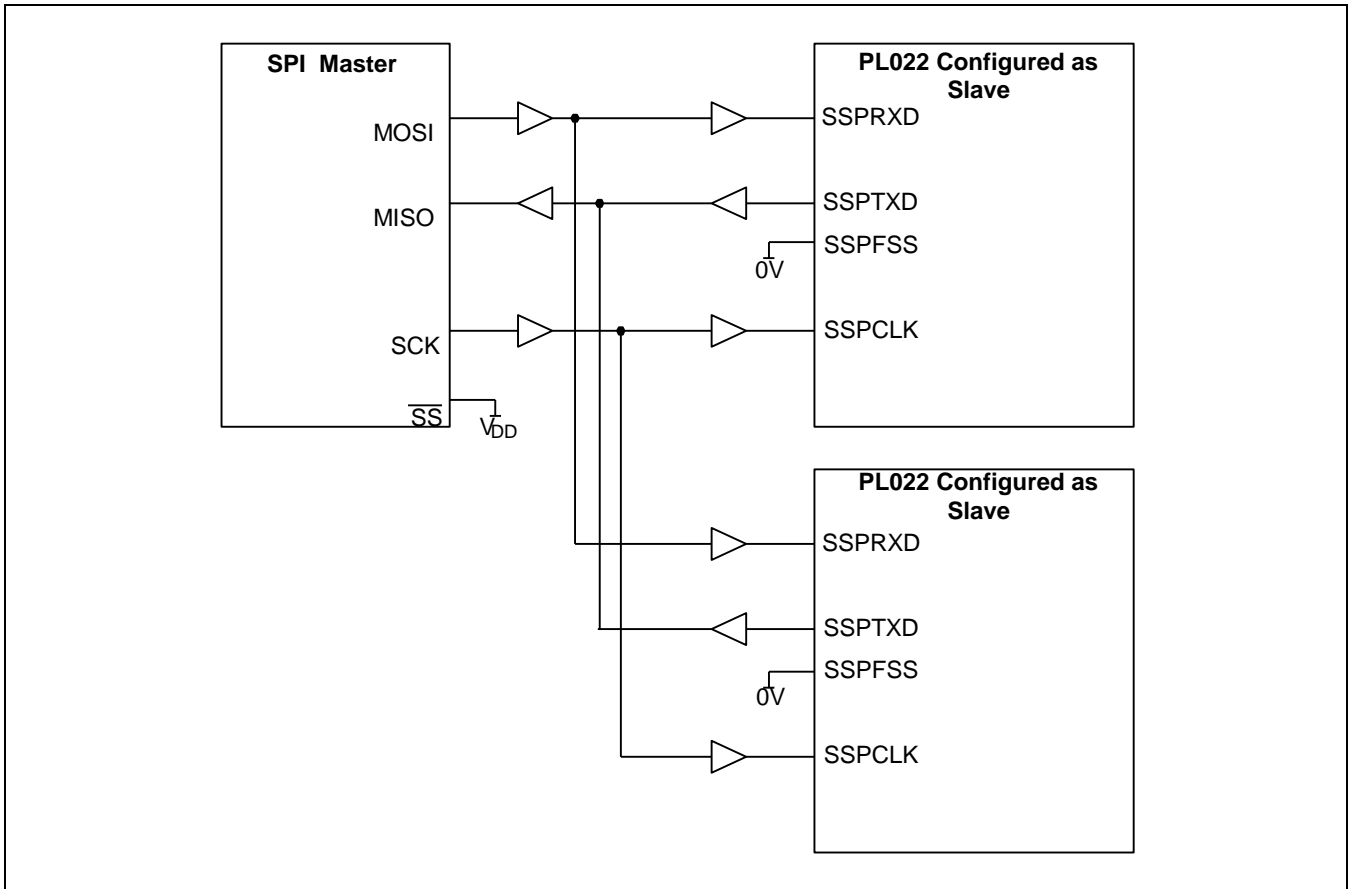 SPI Master
MOSI
MISO
SCK
SS
VDD
PL022 Configured as
Slave
SSPRXD
SSPTXD
SSPFSS
0V
SSPCLK
PL022 Configured as
Slave
SSPRXD
SSPTXD
SSPFSS
0V
SSPCLK